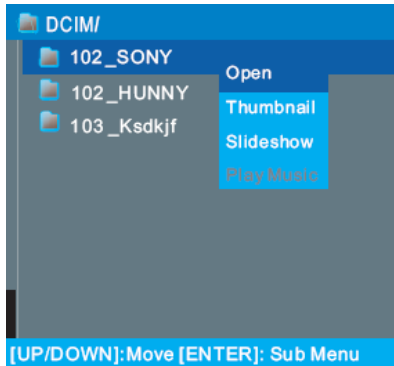 DCIM/
102_SONY
102_HUNNY
103_Ksdkjf
Open
Thumbnail
Slideshow
Play Music
[UP/DOWN]:Move [ENTER]: Sub Menu